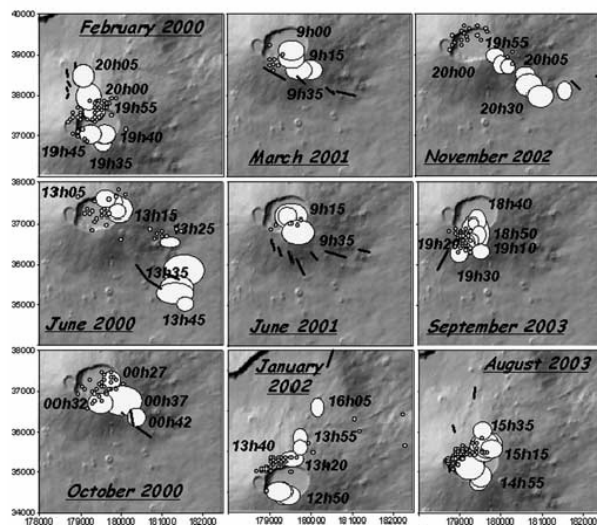 40000
February 2000
39000
20h05
38000
20h00
19h55
37000
19h45
19h40
19h35
9h00
9h15
9h35
March 2001
19h55
20h00
20h05
20h30
November 2002
38000
13h05
37000
13h15
13h25
36000
13h35
35000
13h45
June 2000
9h15
9h35
June 2001
18h40
18h50
19h20
19h10
19h30
September 2003
38000
00h27
37000
00h32
00h37
36000
00h42
35000
October 2000
34000
178000 179000 180000 181000 182000
January
2002
16h05
13h40
13h55
13h20
12h50
179000 180000 181000 182000
August 2003
15h35
15h15
14h55
179000 180000 181000 182000